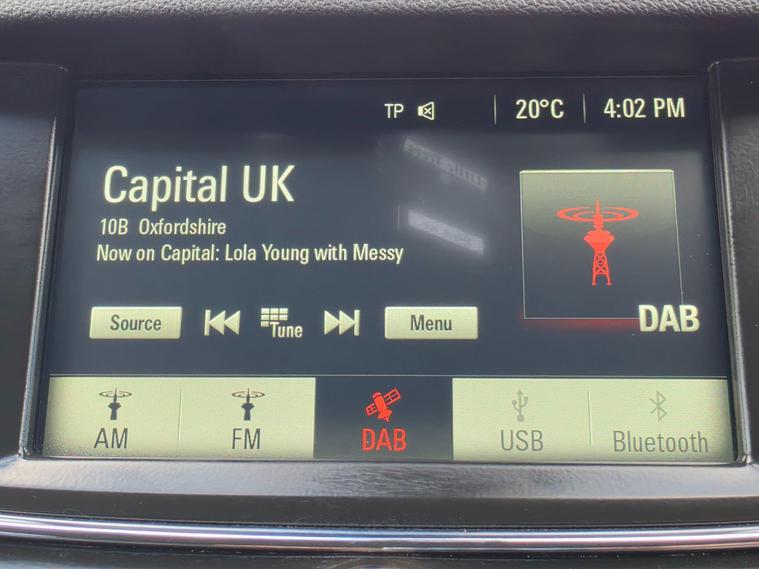 TP 20°C 4:02 PM
Capital UK
10B Oxfordshire
Now on Capital: Lola Young with Messy
DAB
Source Tune Menu
AM FM DAB USB Bluetooth